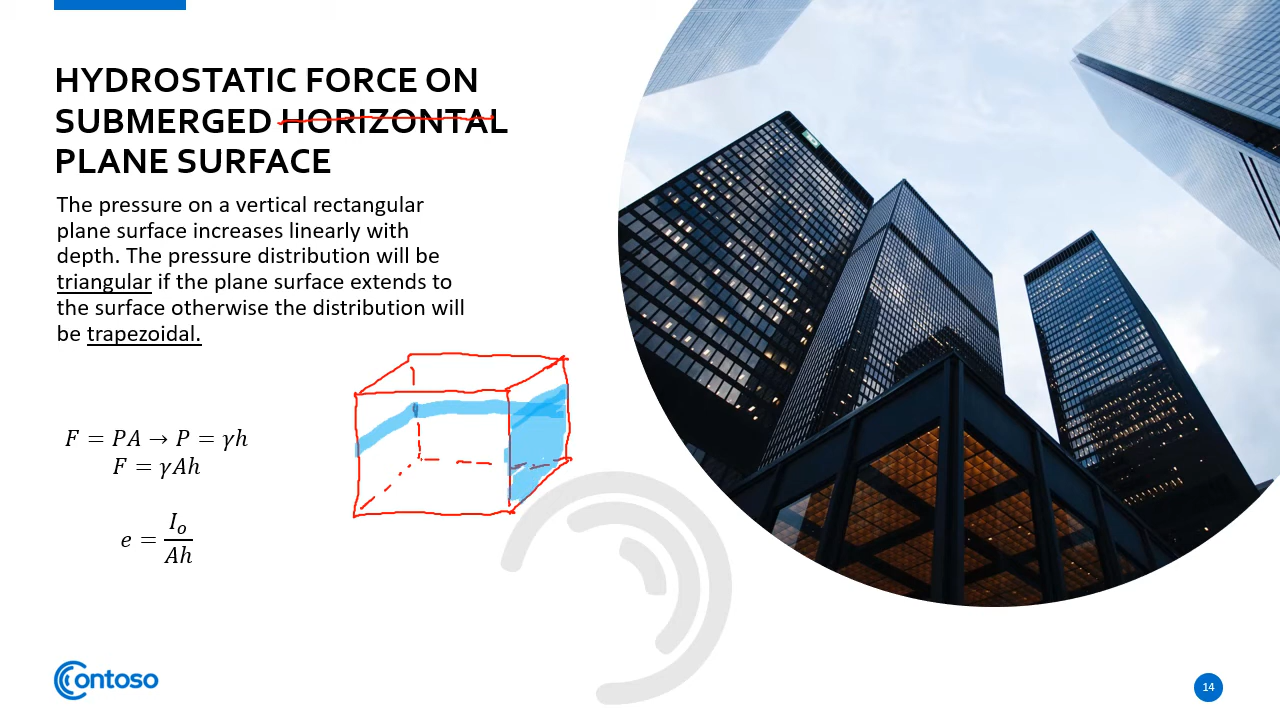 HYDROSTATIC FORCE ON
SUBMERGED HORIZONTAL
PLANE SURFACE
The pressure on a vertical rectangular
plane surface increases linearly with
depth. The pressure distribution will be
triangular if the plane surface extends to
the surface otherwise the distribution will
be trapezoidal.
F = PA → P = γh
F = γAh
e = I₀/Ah
Contoso
14